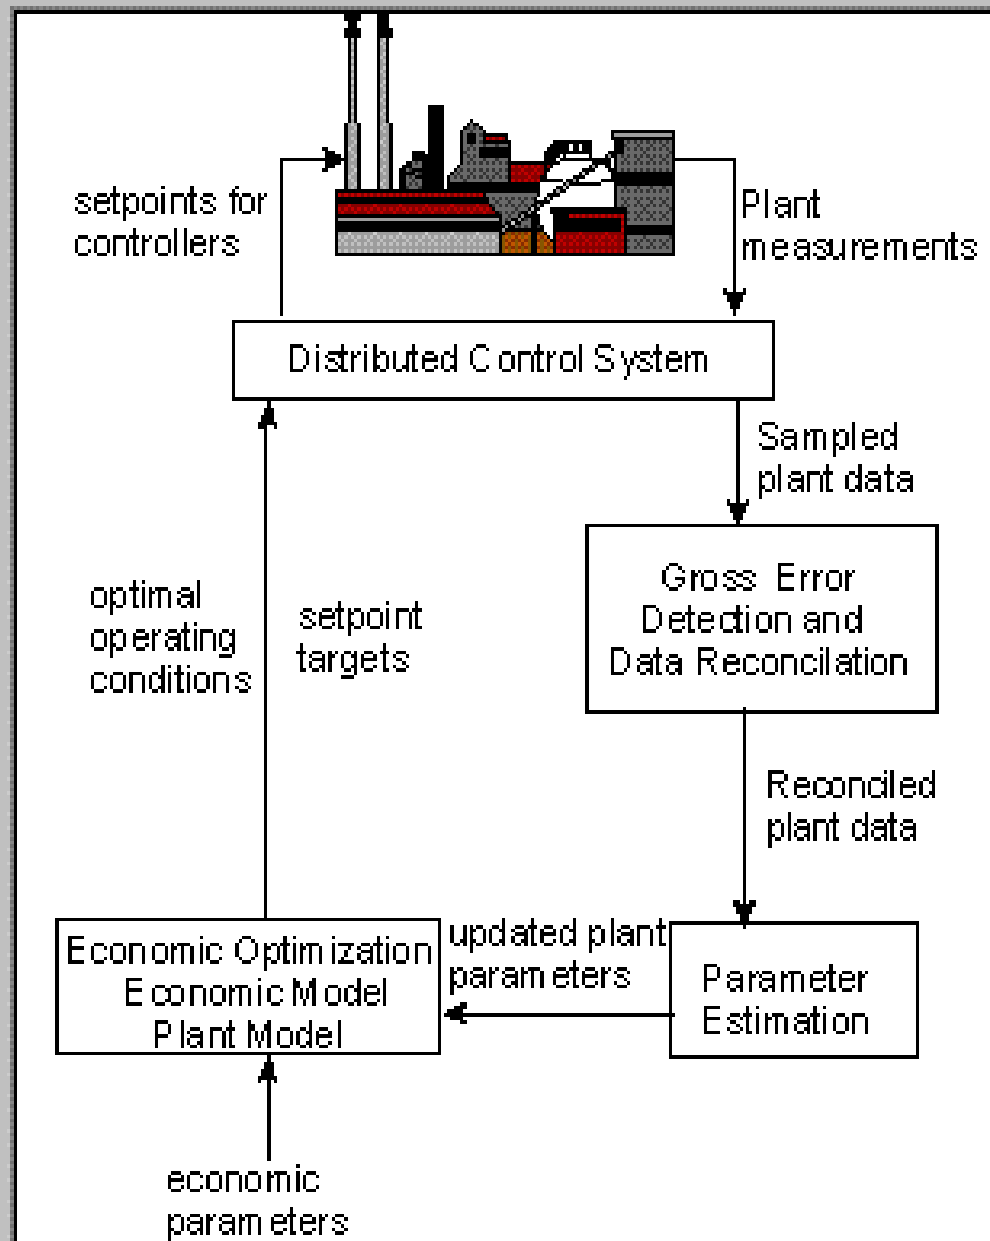 setpoints for
controllers
Plant
measurements
Distributed Control System
Sampled
plant data
Gross Error
Detection and
Data Reconcilation
optimal
operating
conditions
setpoint
targets
Reconciled
plant data
Economic Optimization
Economic Model
Plant Model
updated plant
parameters
Parameter
Estimation
economic
parameters